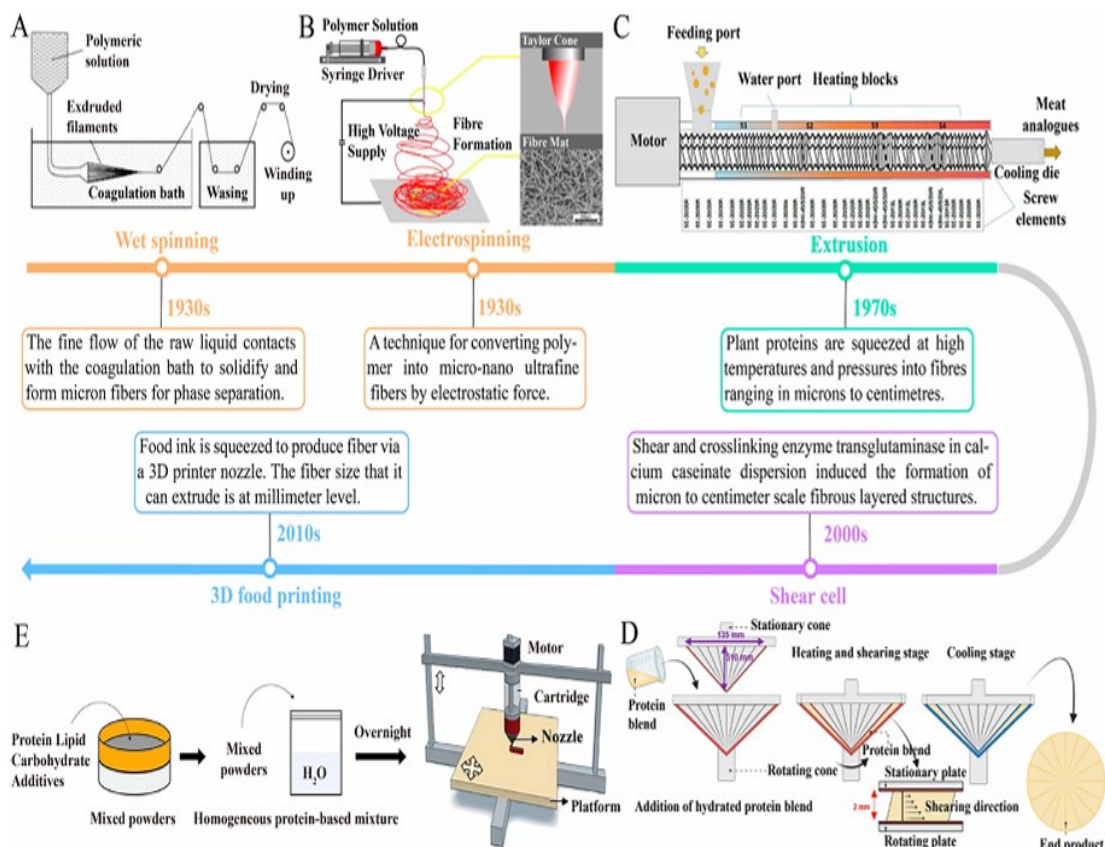 A
Polymeric
solution
Exdruded
filaments
Coagulation bath
Wasing
Drying
Winding
up
B
Polymer Solution
Syringe Driver
High Voltage
Supply
Fibre
Formation
Taylor Cone
Fibre Mat
C
Feeding port
Water port
Heating blocks
Motor
S1
S2
S3
S4
Meat
analogues
Cooling die
Screw
elements
Wet spinning
Electrospinning
Extrusion
1930s
1930s
1970s
The fine flow of the raw liquid contacts
with the coagulation bath to solidify and
form micron fibers for phase separation.
A technique for converting poly-
mer into micro-nano ultrafine
fibers by electrostatic force.
Plant proteins are squeezed at high
temperatures and pressures into fibres
ranging in microns to centimetres.
Food ink is squeezed to produce fiber via
a 3D printer nozzle. The fiber size that it
can extrude is at millimeter level.
Shear and crosslinking enzyme transglutaminase in cal-
cium caseinate dispersion induced the formation of
micron to centimeter scale fibrous layered structures.
2010s
2000s
3D food printing
Shear cell
E
Protein Lipid
Carbohydrate
Additives
Mixed powders
Mixed
powders
H₂O
Homogeneous protein-based mixture
Overnight
Motor
Cartridge
Nozzle
Platform
D
Stationary cone
135 mm
510 mm
Protein
blend
Rotating cone
Addition of hydrated protein blend
Heating and shearing stage
Protein blend
Stationary plate
2 mm
Shearing direction
Rotating plate
Cooling stage
End product